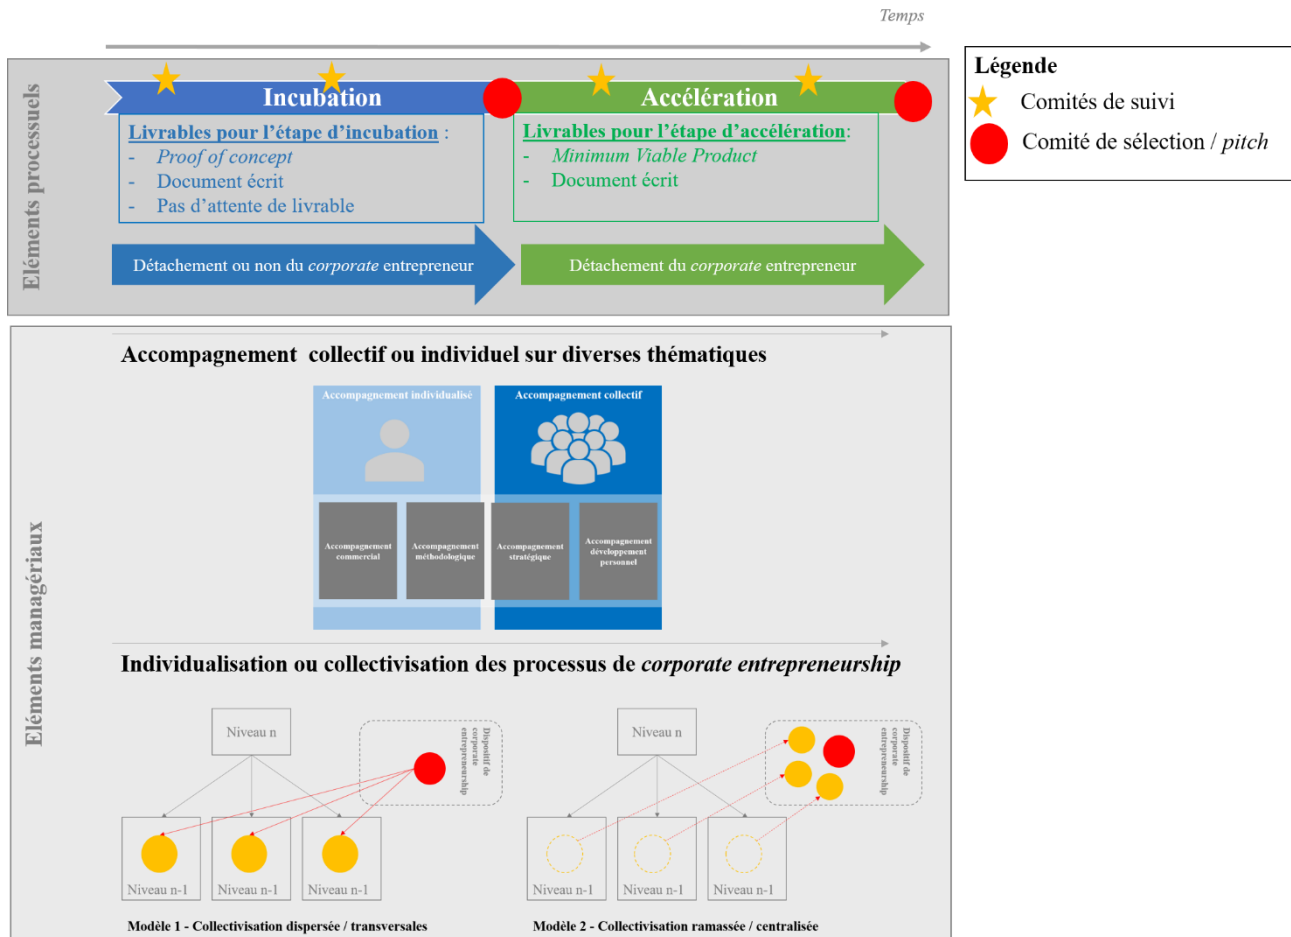 Temps
Eléments processuels
Incubation
Accélération
Livrables pour l'étape d'incubation :
- Proof of concept
- Document écrit
- Pas d'attente de livrable
Livrables pour l'étape d'accélération:
- Minimum Viable Product
- Document écrit
Détachement ou non du corporate entrepreneur
Détachement du corporate entrepreneur
Légende
Comités de suivi
Comité de sélection / pitch
Eléments managériaux
Accompagnement collectif ou individuel sur diverses thématiques
Accompagnement individualisé
Accompagnement collectif
Accompagnement
commercial
Accompagnement
méthodologique
Accompagnement
stratégique
Accompagnement
développement
personnel
Individualisation ou collectivisation des processus de corporate entrepreneurship
Niveau n
Dispositif de
corporate
entrepreneurship
Niveau n-1
Niveau n-1
Niveau n-1
Modèle 1 - Collectivisation dispersée / transversales
Niveau n
Dispositif de
corporate
entrepreneurship
Niveau n-1
Niveau n-1
Niveau n-1
Modèle 2 - Collectivisation ramassée / centralisée